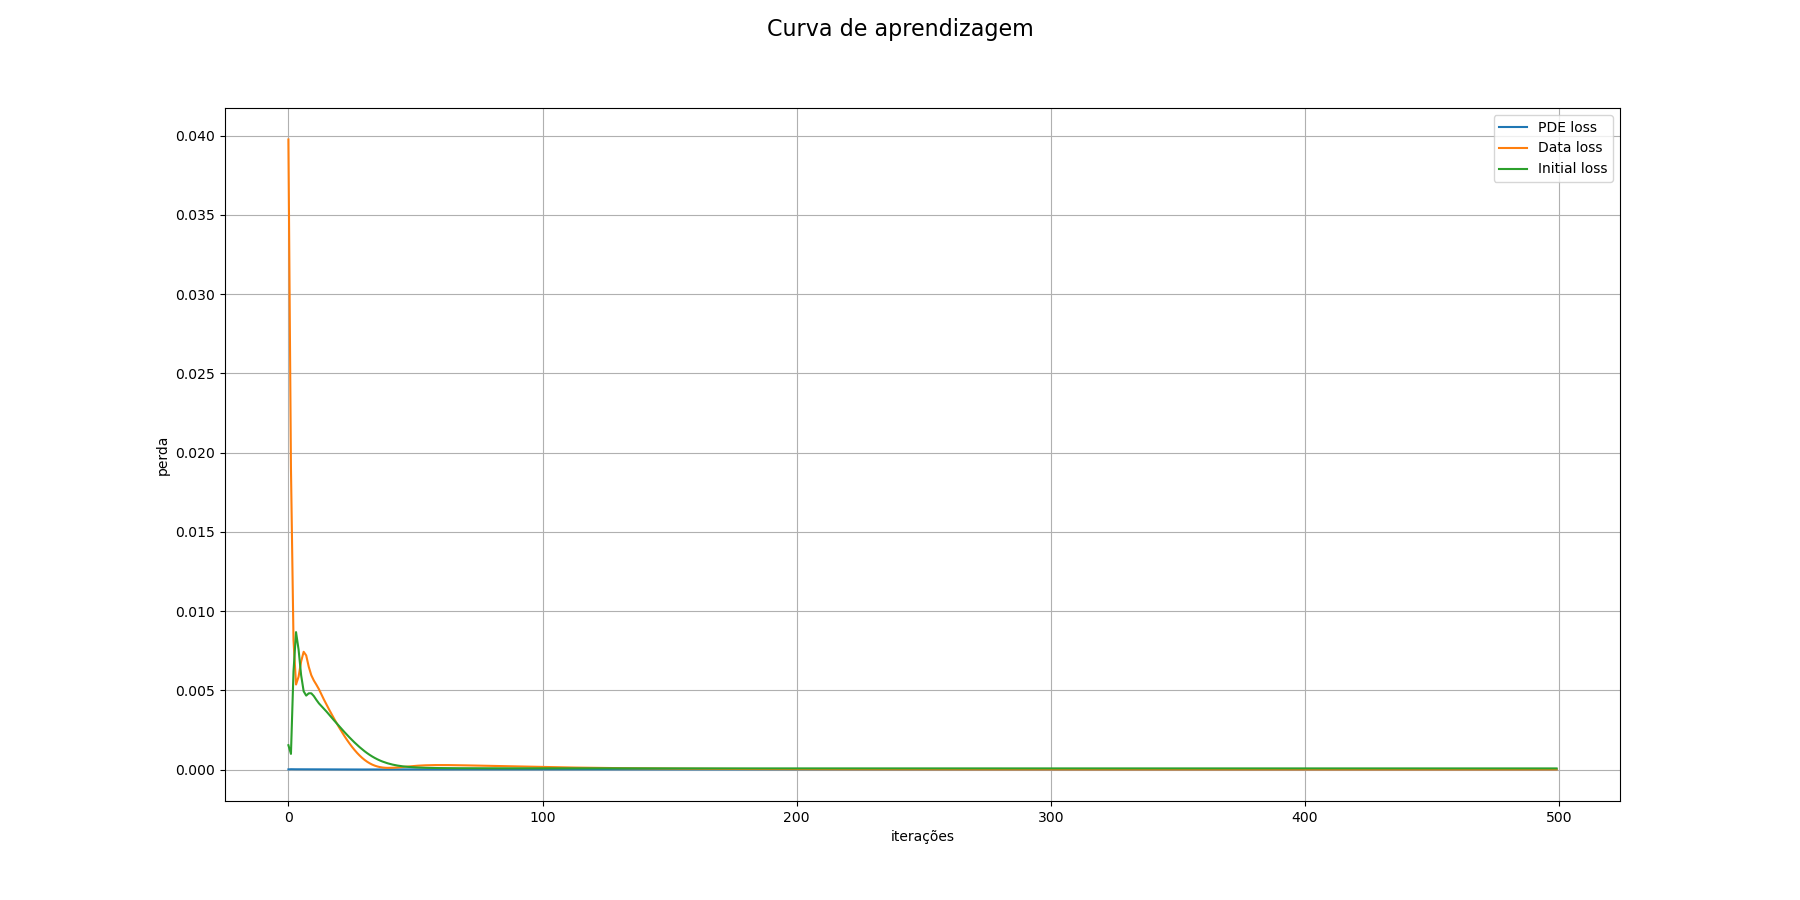 Curva de aprendizagem
0.040
0.035
0.030
0.025
0.020
0.015
0.010
0.005
0.000
perda
0 100 200 300 400 500
iterações
PDE loss
Data loss
Initial loss